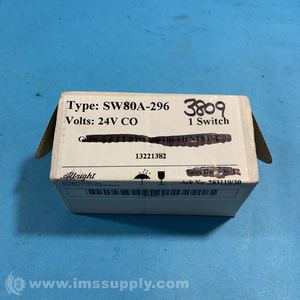 Type: SW80A-296
3809
Volts: 24V CO
1 Switch
13221382
Albright
www.imssupply.com